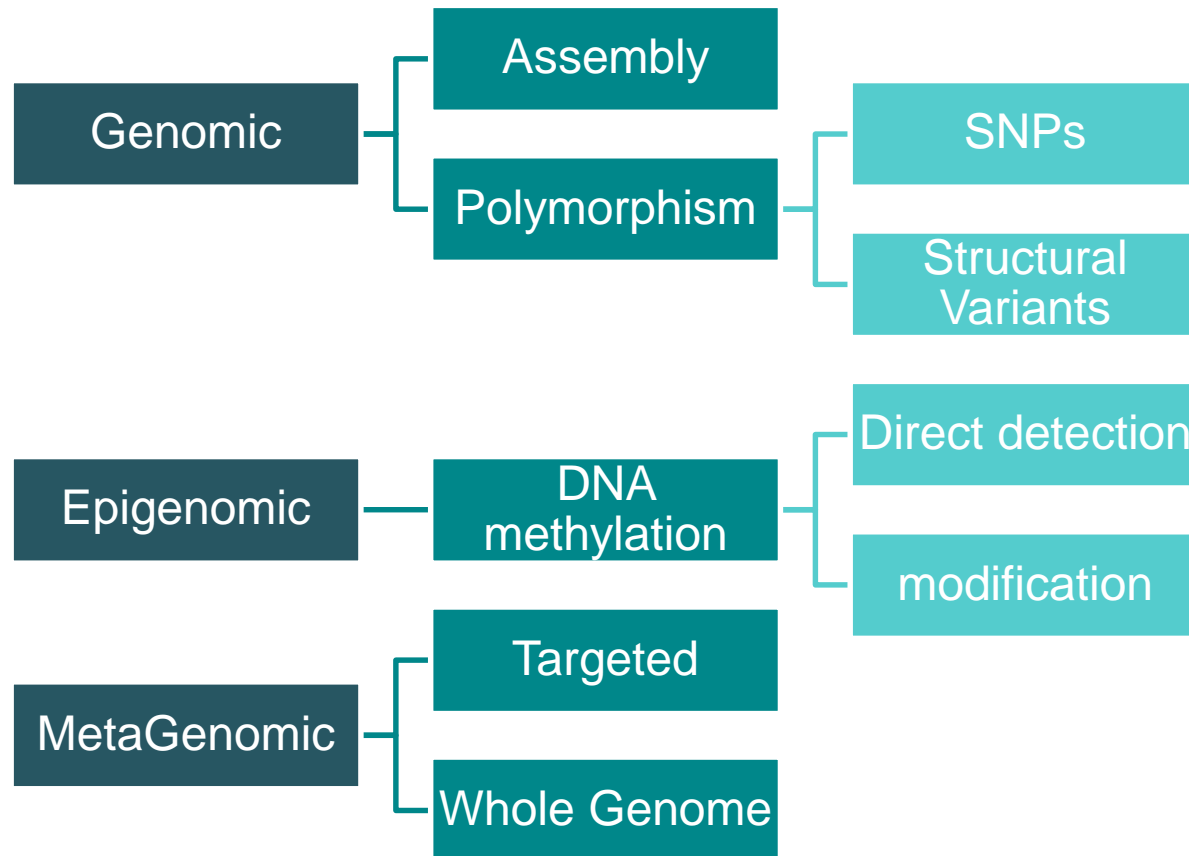 Genomic
Assembly
Polymorphism
SNPs
Structural
Variants
Epigenomic
DNA
methylation
Direct detection
modification
MetaGenomic
Targeted
Whole Genome